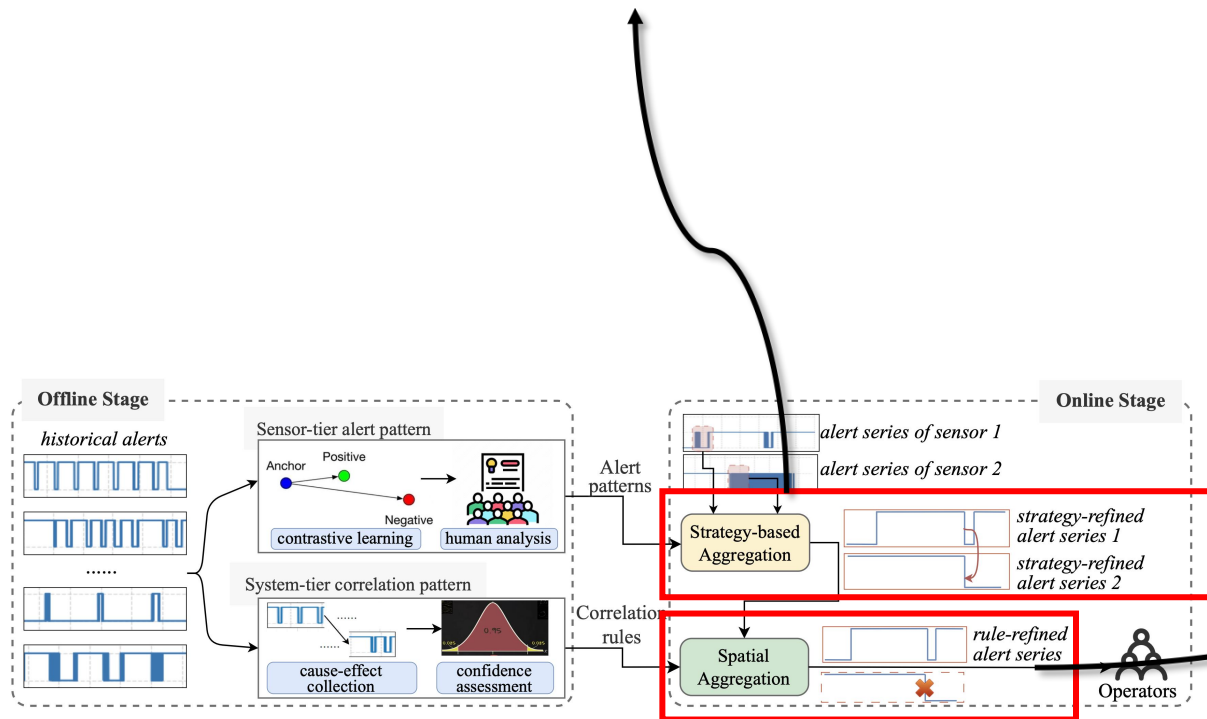 Offline Stage
historical alerts
......
Sensor-tier alert pattern
Anchor
Positive
Negative
contrastive learning
human analysis
System-tier correlation pattern
......
......
cause-effect
collection
0.95
confidence
assessment
Alert
patterns
Correlation
rules
Online Stage
alert series of sensor 1
alert series of sensor 2
Strategy-based
Aggregation
strategy-refined
alert series 1
strategy-refined
alert series 2
Spatial
Aggregation
rule-refined
alert series
Operators